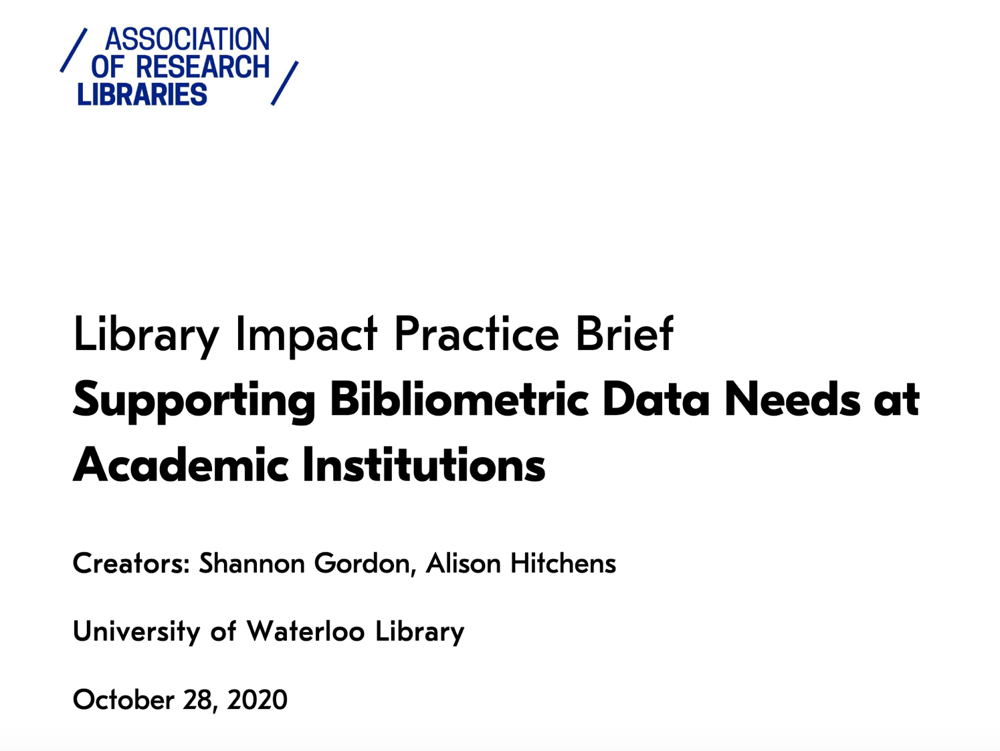 ASSOCIATION
OF RESEARCH
LIBRARIES
Library Impact Practice Brief
Supporting Bibliometric Data Needs at
Academic Institutions
Creators: Shannon Gordon, Alison Hitchens
University of Waterloo Library
October 28, 2020